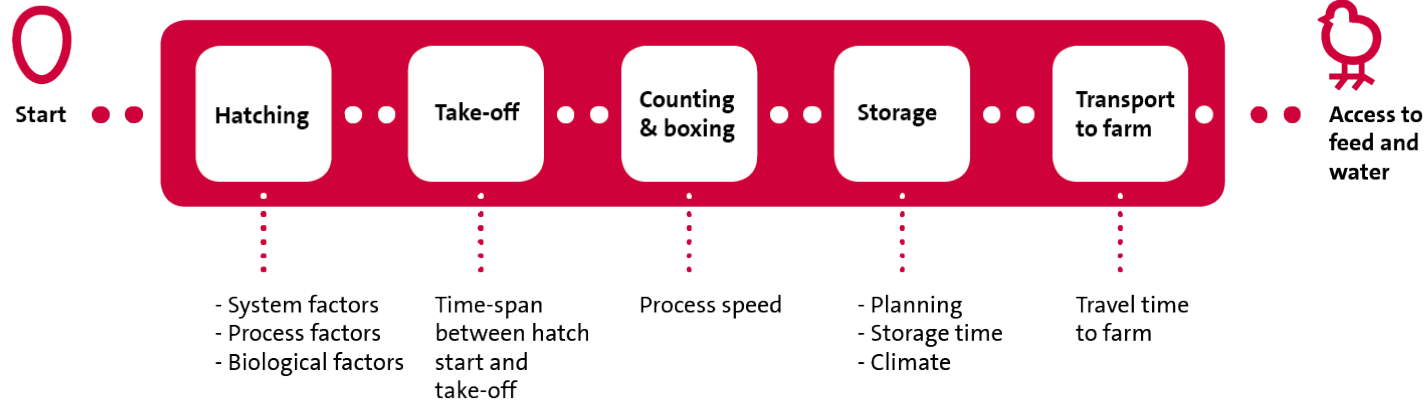 Start
Hatching
Take-off
Counting
& boxing
Storage
Transport
to farm
Access to
feed and
water
- System factors
- Process factors
- Biological factors
Time-span
between hatch
start and
take-off
Process speed
- Planning
- Storage time
- Climate
Travel time
to farm